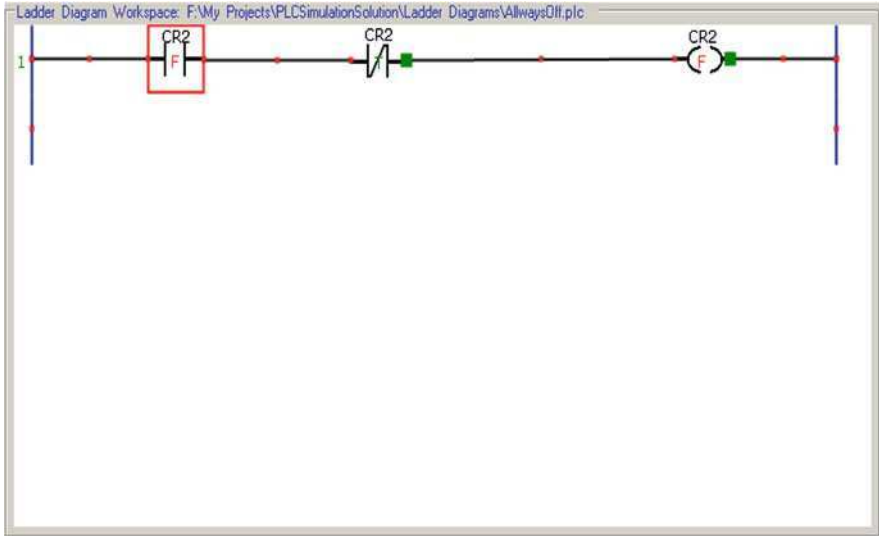 Ladder Diagram Workspace: F:\My Projects\PLCSimulationSolution\Ladder Diagrams\AllwaysOff.plc
CR2 CR2 CR2
1 F T F